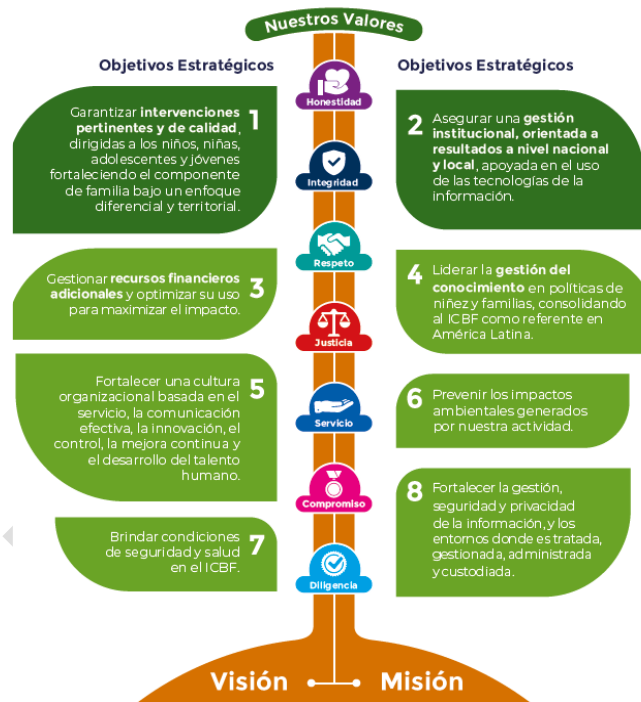 Nuestros Valores
Objetivos Estratégicos
Objetivos Estratégicos
Honestidad
Integridad
Respeto
Justicia
Servicio
Compromiso
Diligencia
1
Garantizar intervenciones
pertinentes y de calidad,
dirigidas a los niños, niñas,
adolescentes y jóvenes
fortaleciendo el componente
de familia bajo un enfoque
diferencial y territorial.
2
Asegurar una gestión
institucional, orientada a
resultados a nivel nacional
y local, apoyada en el uso
de las tecnologías de la
información.
3
Gestionar recursos financieros
adicionales y optimizar su uso
para maximizar el impacto.
4
Liderar la gestión del
conocimiento en políticas de
niñez y familias, consolidando
al ICBF como referente en
América Latina.
5
Fortalecer una cultura
organizacional basada en el
servicio, la comunicación
efectiva, la innovación, el
control, la mejora continua y
el desarrollo del talento
humano.
6
Prevenir los impactos
ambientales generados
por nuestra actividad.
7
Brindar condiciones
de seguridad y salud
en el ICBF.
8
Fortalecer la gestión,
seguridad y privacidad
de la información, y los
entornos donde es tratada,
gestionada, administrada
y custodiada.
Visión
Misión